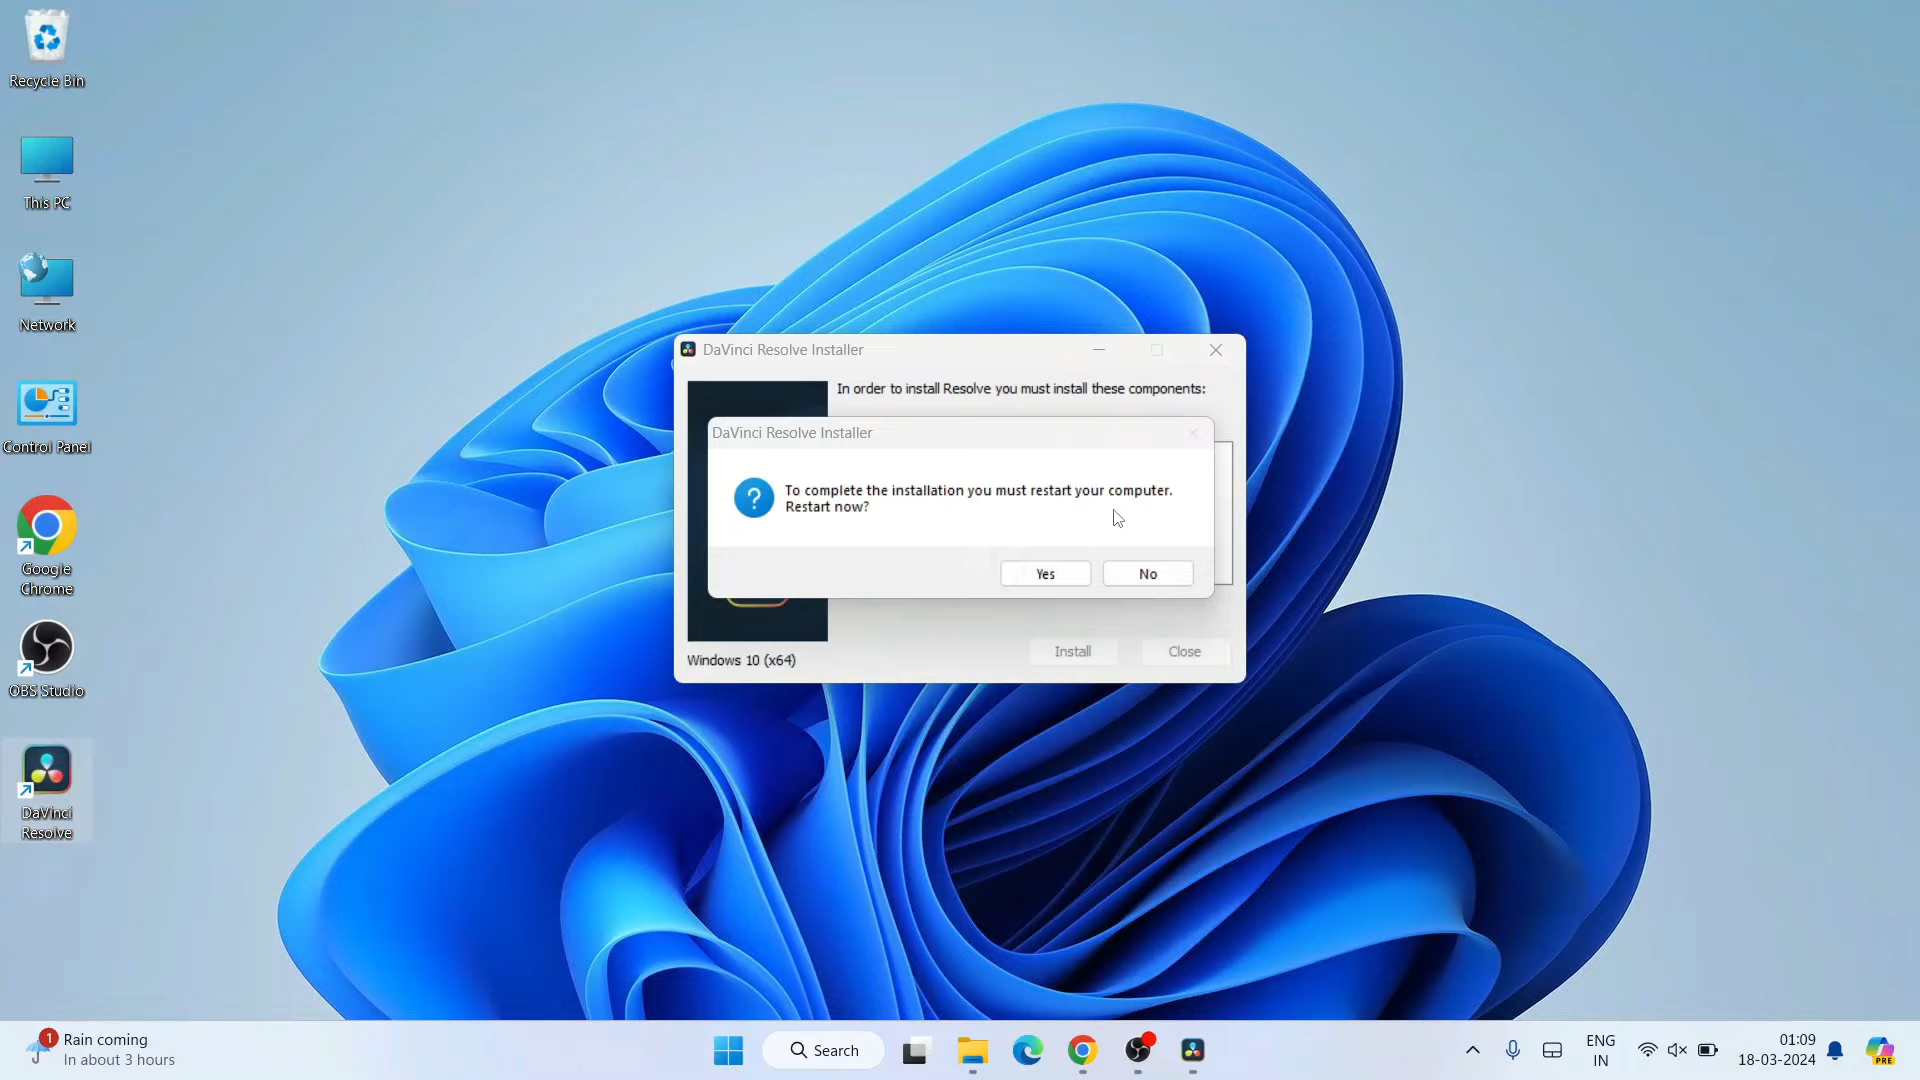 Recycle Bin
This PC
Network
Control Panel
Google
Chrome
OBS Studio
DaVinci
Resolve
DaVinci Resolve Installer
In order to install Resolve you must install these components:
DaVinci Resolve Installer
?
To complete the installation you must restart your computer.
Restart now?
Yes
No
Install
Close
Windows 10 (x64)
1
Rain coming
In about 3 hours
Search
ENG
IN
01:09
18-03-2024
PRE